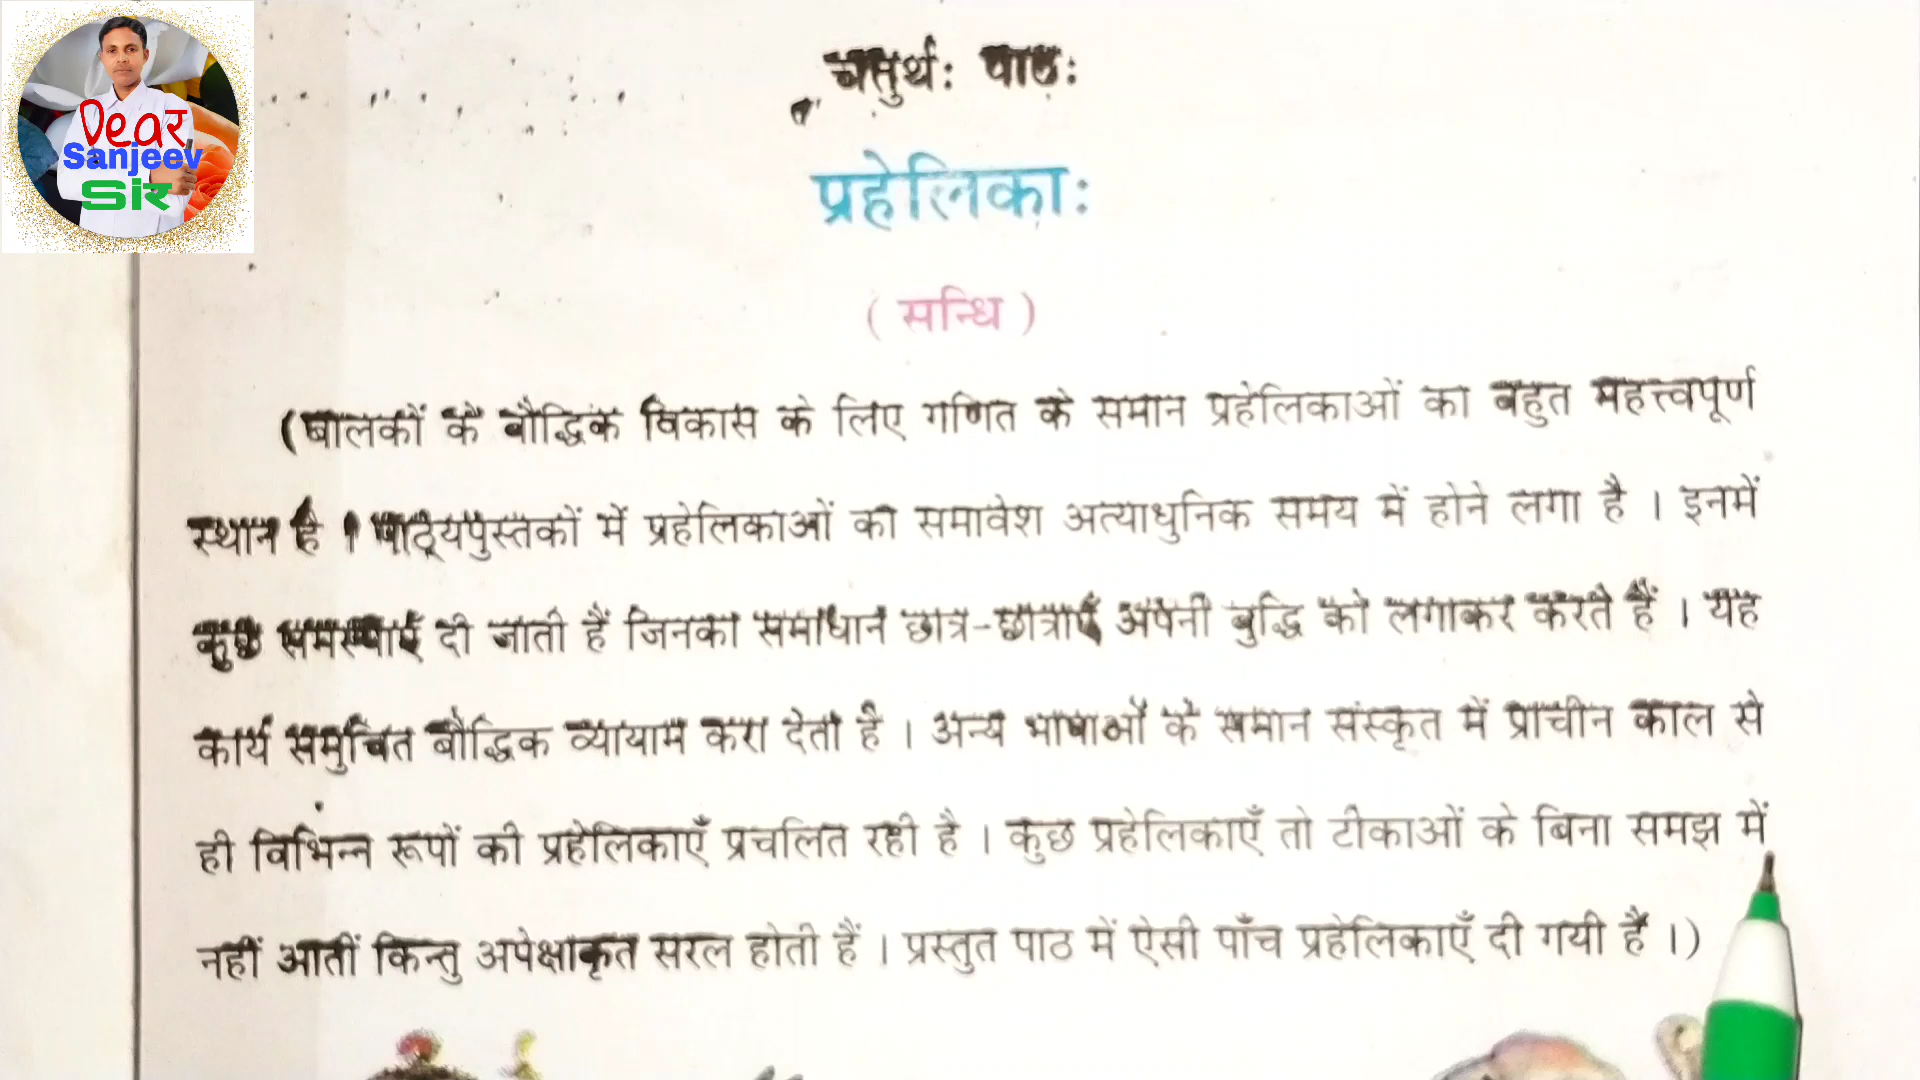 Dear
Sanjeev
Sir
चतुर्थः पाठः
प्रहेलिकाः
( सन्धि )
(बालकों के बौद्धिक विकास के लिए गणित के समान प्रहेलिकाओं का बहुत महत्त्वपूर्ण
स्थान है । पाठ्यपुस्तकों में प्रहेलिकाओं का समावेश अत्याधुनिक समय में होने लगा है । इनमें
कुछ समस्याएँ दी जाती हैं जिनका समाधान छात्र-छात्राएँ अपनी बुद्धि को लगाकर करते हैं । यह
कार्य समुचित बौद्धिक व्यायाम करा देता है । अन्य भाषाओं के समान संस्कृत में प्राचीन काल से
ही विभिन्न रूपों की प्रहेलिकाएँ प्रचलित रही है । कुछ प्रहेलिकाएँ तो टीकाओं के बिना समझ में
नहीं आतीं किन्तु अपेक्षाकृत सरल होती हैं । प्रस्तुत पाठ में ऐसी पाँच प्रहेलिकाएँ दी गयी हैं ।)